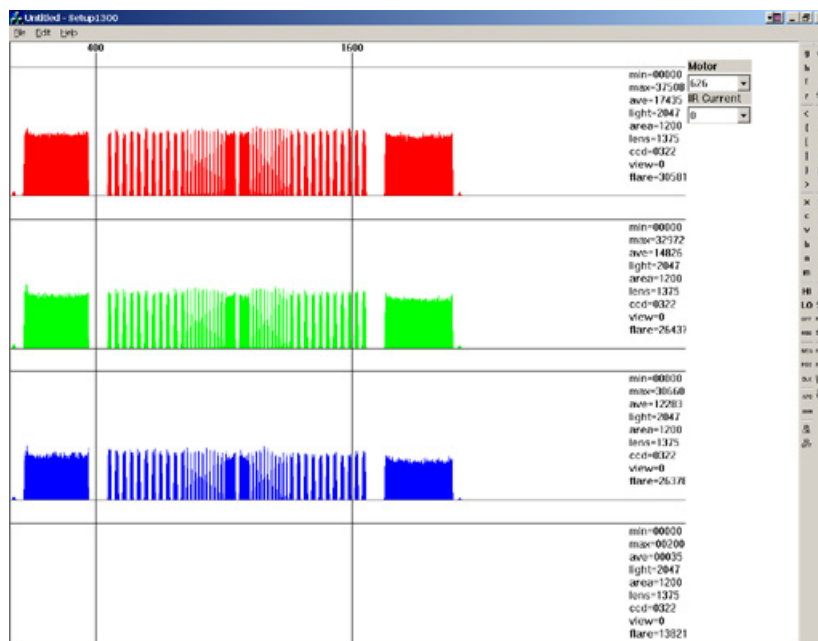 Untitled - Setup1300
File Edit Help
400 1600
min=00000
max=37508
ave=17435
light=2047
area=1200
lens=1375
ccd=0322
view=0
flare=30581
Motor
626
IR Current
0
min=00000
max=32972
ave=14826
light=2047
area=1200
lens=1375
ccd=0322
view=0
flare=26437
min=00000
max=30660
ave=12283
light=2047
area=1200
lens=1375
ccd=0322
view=0
flare=26378
min=00000
max=00200
ave=00035
light=2047
area=1200
lens=1375
ccd=0322
view=0
flare=13821
g
h
f
r
<
{
[
]
}
>
x
c
v
b
n
m
HI
LO